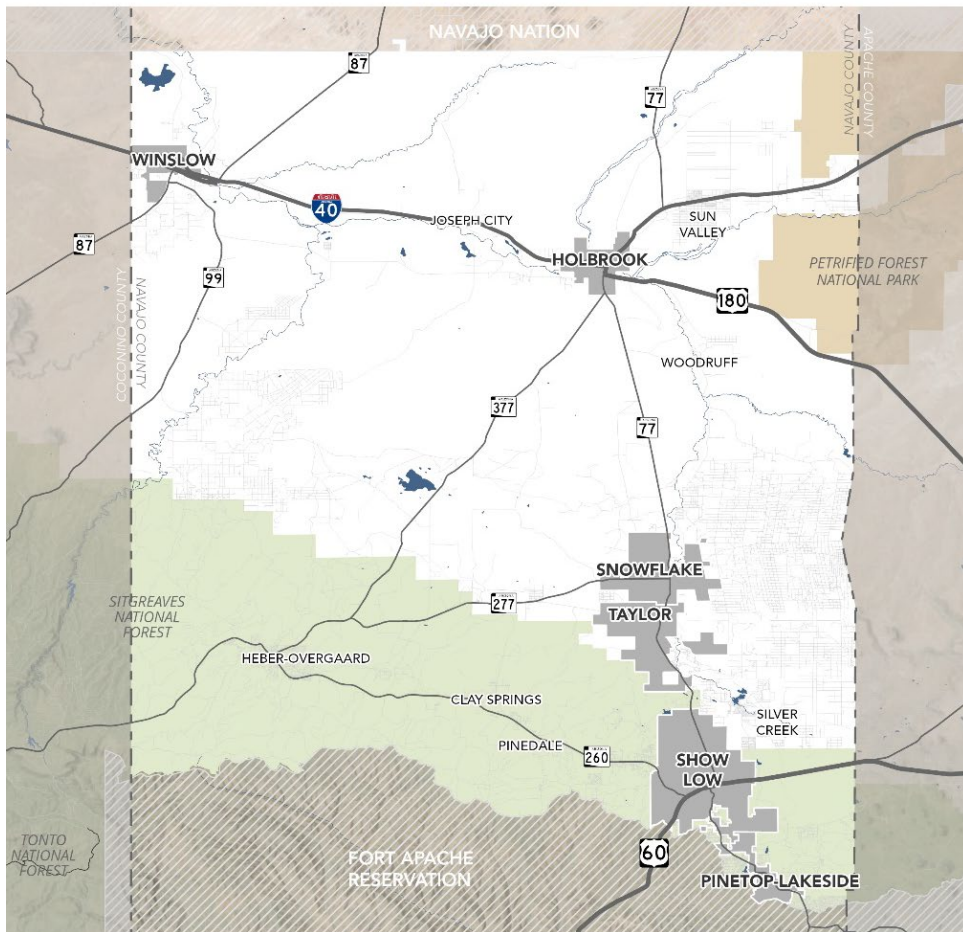 NAVAJO NATION
87
77
NAVAJO COUNTY
APACHE COUNTY
WINSLOW
40
JOSEPH CITY
SUN
VALLEY
87
99
HOLBROOK
PETRIFIED FOREST
NATIONAL PARK
180
COCONINO COUNTY
NAVAJO COUNTY
WOODRUFF
377
77
SNOWFLAKE
277
TAYLOR
SITGREAVES
NATIONAL
FOREST
HEBER-OVERGAARD
CLAY SPRINGS
SILVER
CREEK
PINEDALE
260
SHOW
LOW
TONTO
NATIONAL
FOREST
FORT APACHE
RESERVATION
60
PINETOP-LAKESIDE